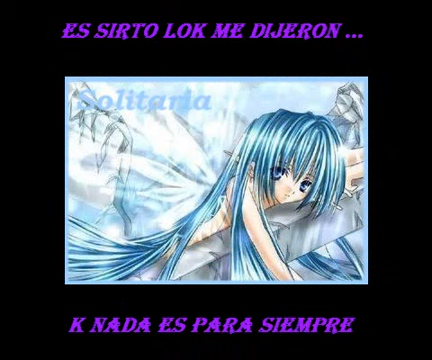 ES SIRTO LOK ME DIJERON ...
Solitaria
K NADA ES PARA SIEMPRE